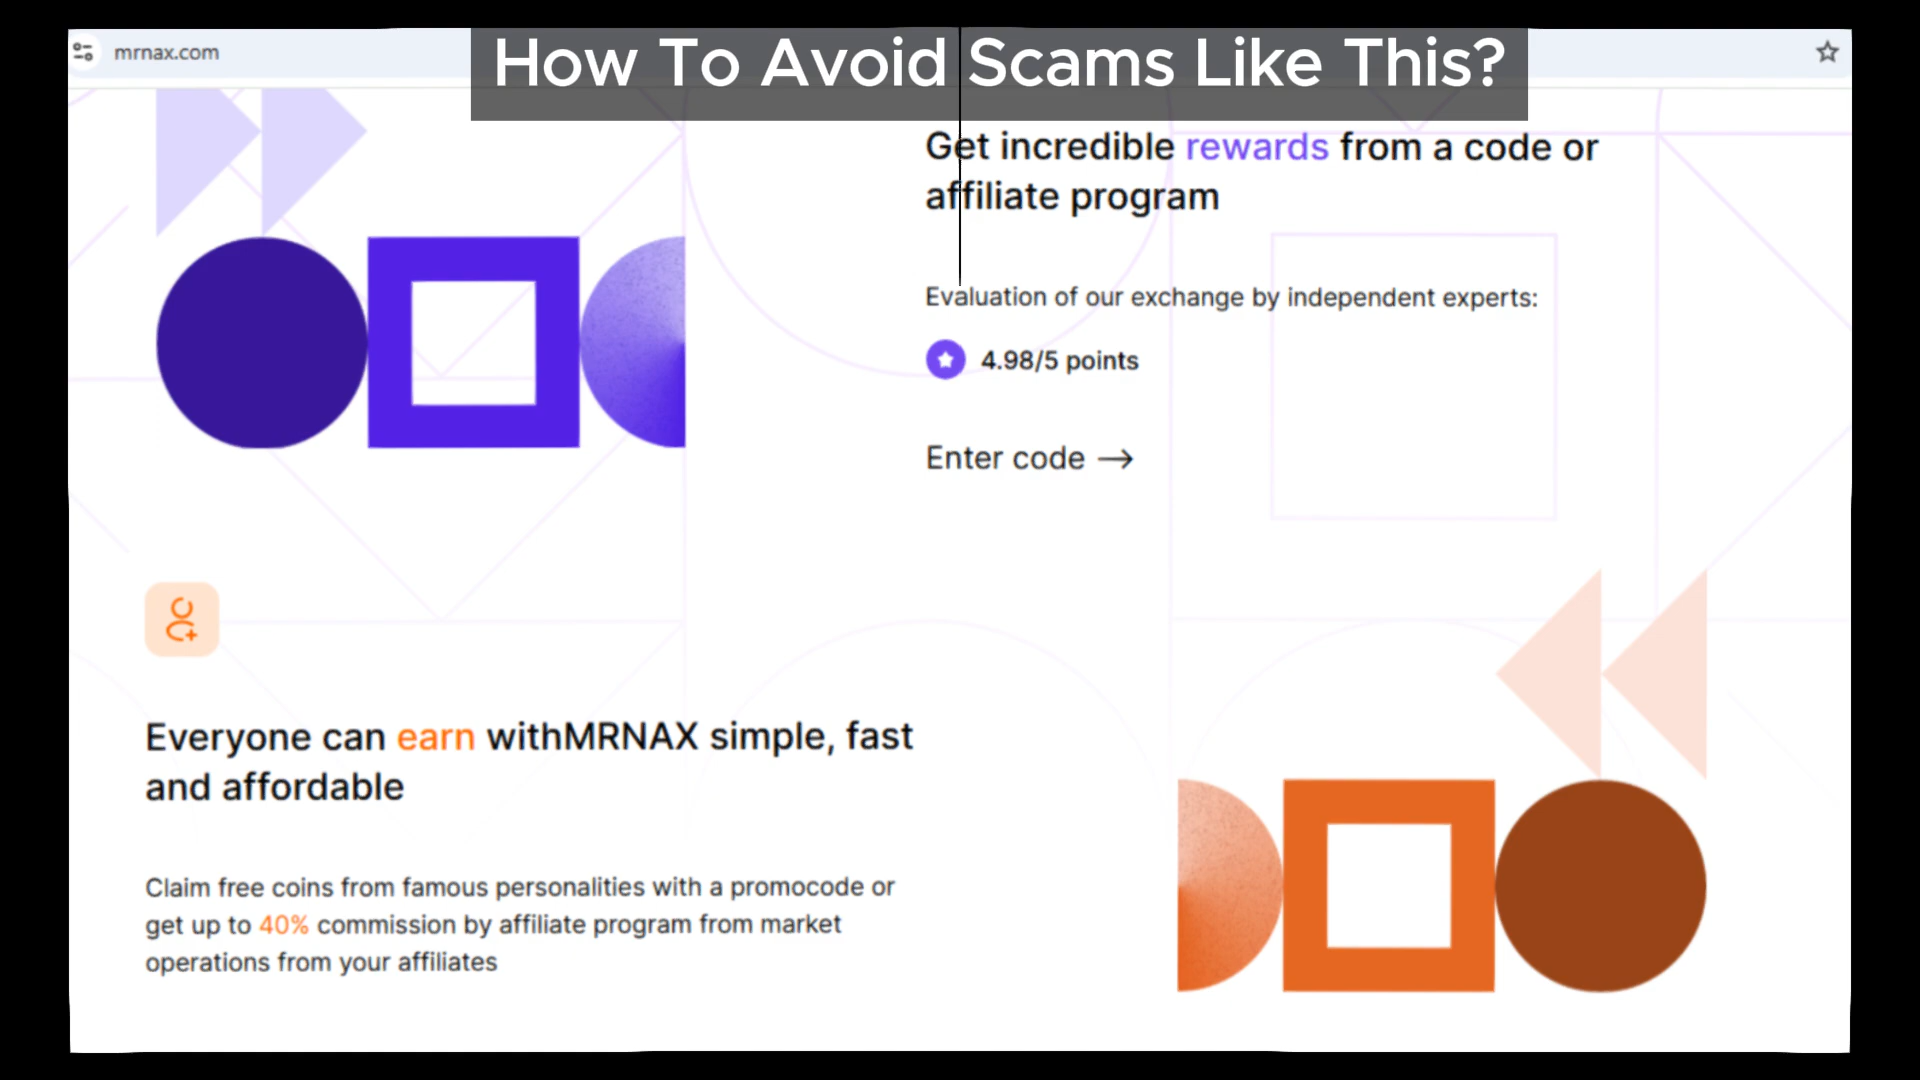 mrnax.com
How To Avoid Scams Like This?
Get incredible rewards from a code or
affiliate program
Evaluation of our exchange by independent experts:
4.98/5 points
Enter code →
Everyone can earn withMRNAX simple, fast
and affordable
Claim free coins from famous personalities with a promocode or
get up to 40% commission by affiliate program from market
operations from your affiliates